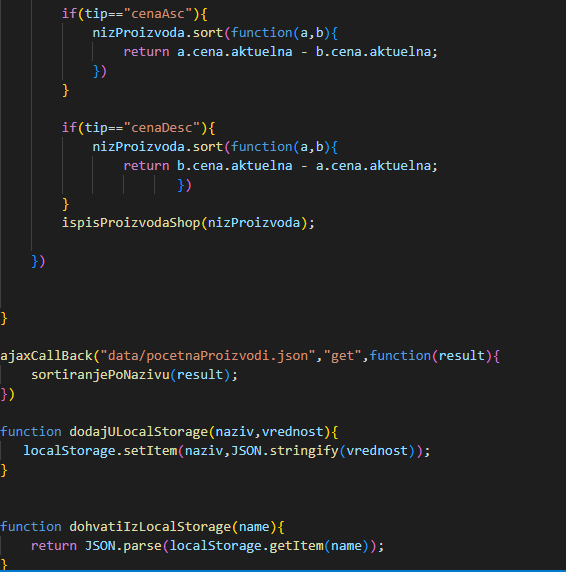 if(tip=="cenaAsc"){
nizProizvoda.sort(function(a,b){
return a.cena.aktuelna - b.cena.aktuelna;
})
}
if(tip=="cenaDesc"){
nizProizvoda.sort(function(a,b){
return b.cena.aktuelna - a.cena.aktuelna;
})
}
ispisProizvodaShop(nizProizvoda);
})
}
ajaxCallBack("data/pocetnaProizvodi.json","get",function(result){
sortiranjePoNazivu(result);
})
function dodajULocalStorage(naziv,vrednost){
localStorage.setItem(naziv,JSON.stringify(vrednost));
}
function dohvatiIzLocalStorage(name){
return JSON.parse(localStorage.getItem(name));
}